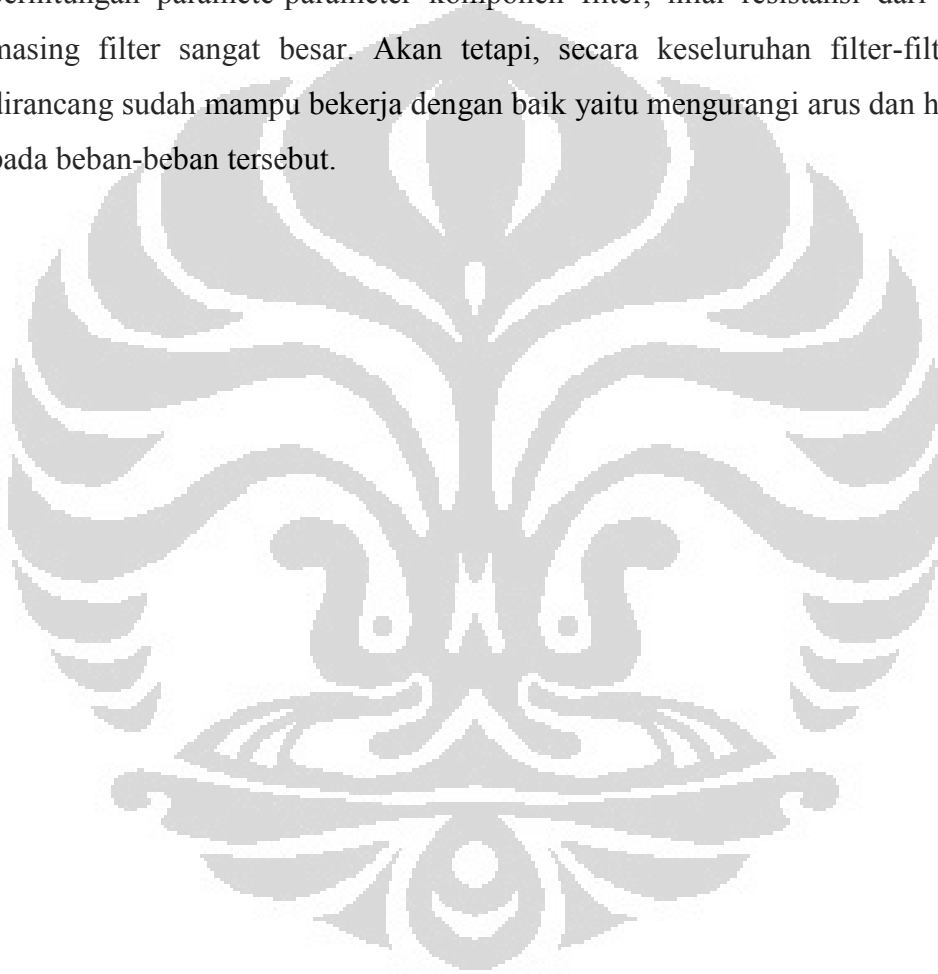 perhitungan paramete-parameter komponen filter, nilai resistansi dari
masing filter sangat besar. Akan tetapi, secara keseluruhan filter-filt
dirancang sudah mampu bekerja dengan baik yaitu mengurangi arus dan h
pada beban-beban tersebut.